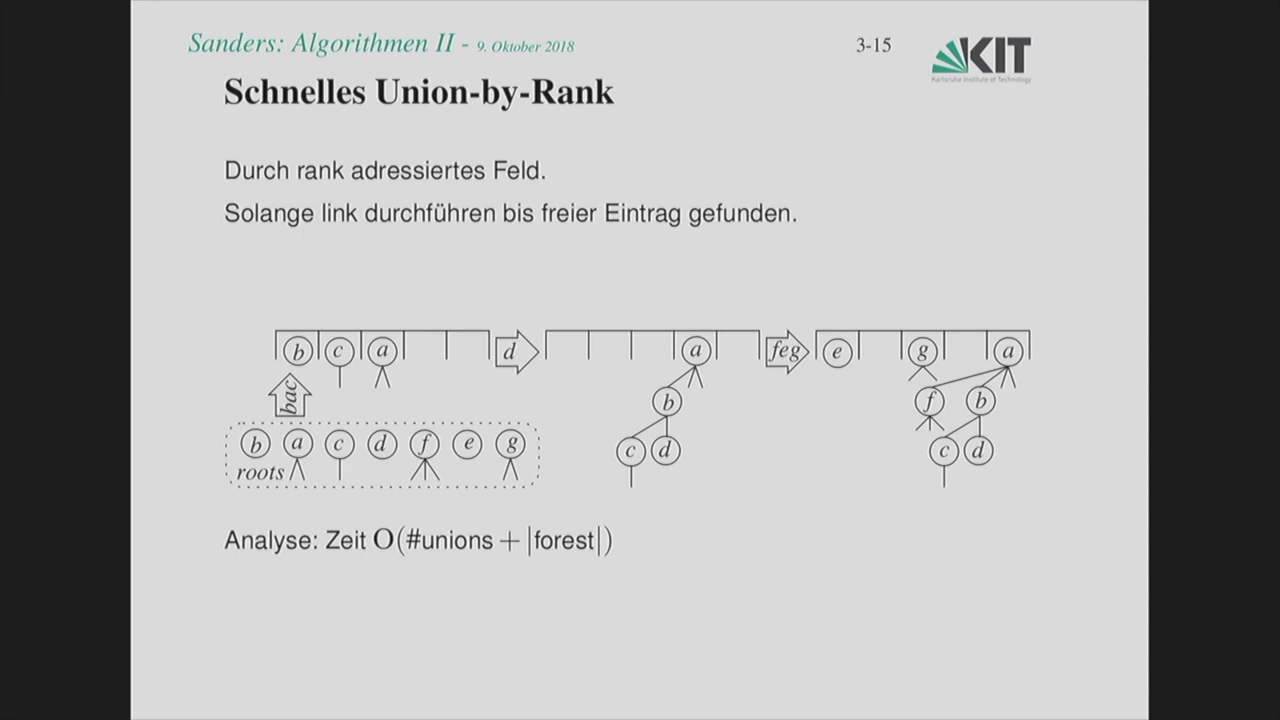 Sanders: Algorithmen II - 9. Oktober 2018
3-15
KIT
Karlsruhe Institute of Technology
Schnelles Union-by-Rank
Durch rank adressiertes Feld.
Solange link durchführen bis freier Eintrag gefunden.
b c a d a feg e g a
bac b f b
b a c d f e g c d c d
roots
Analyse: Zeit O(#unions + |forest|)